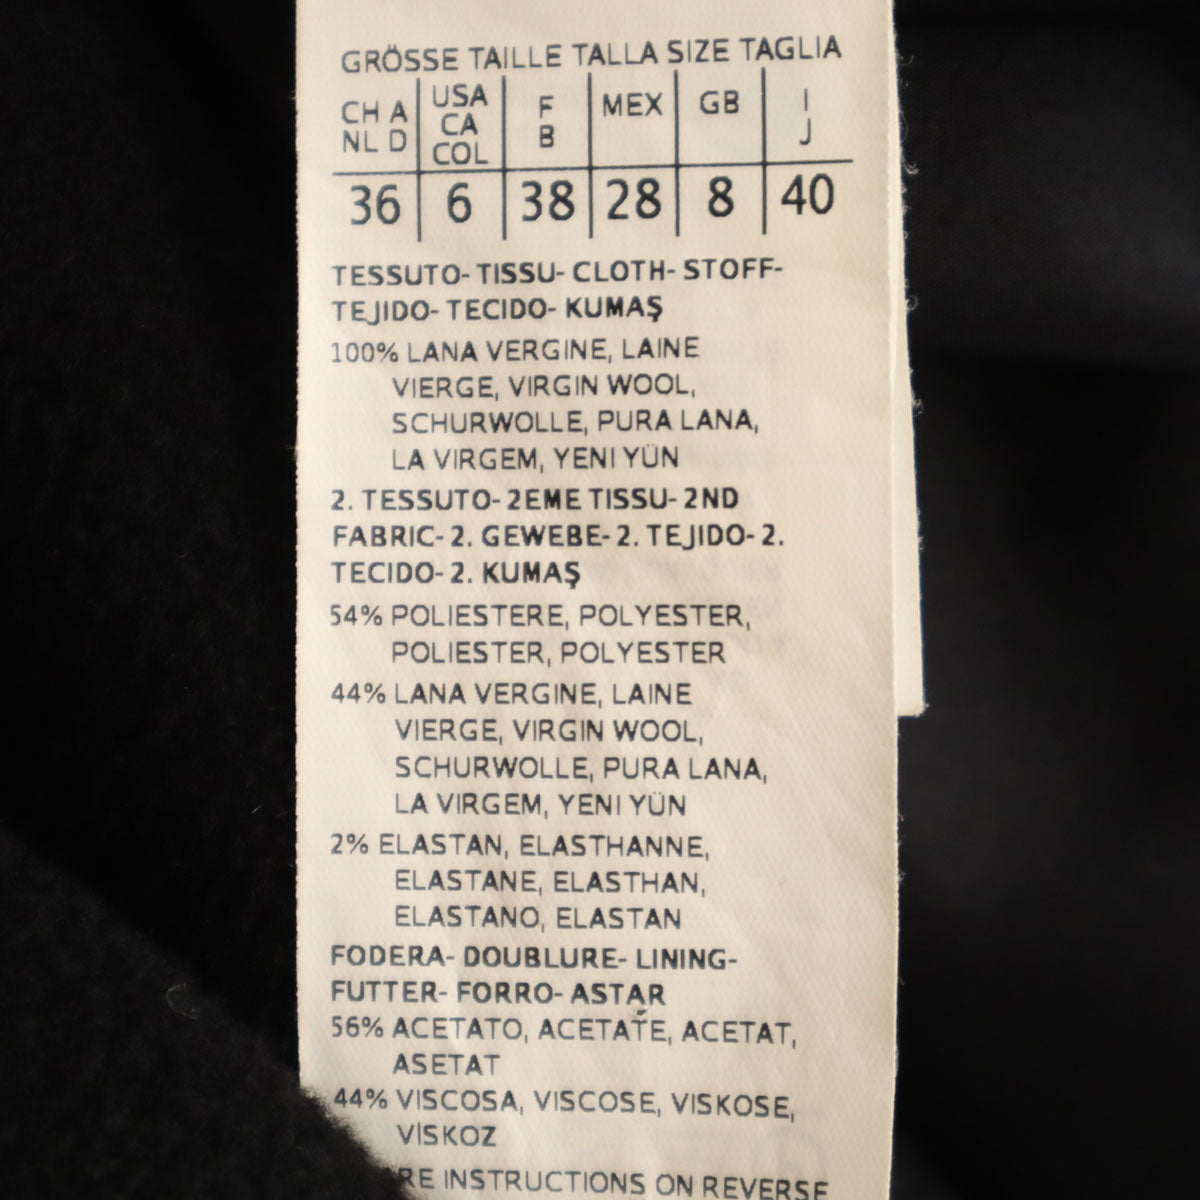 GRÖSSE TAILLE TALLA SIZE TAGLIA
CH A NL D | USA CA COL | F B | MEX | GB | I J
36 | 6 | 38 | 28 | 8 | 40
TESSUTO- TISSU- CLOTH- STOFF-
TEJIDO- TECIDO- KUMAŞ
100% LANA VERGINE, LAINE
VIERGE, VIRGIN WOOL,
SCHURWOLLE, PURA LANA,
LA VIRGEM, YENI YÜN
2. TESSUTO- 2EME TISSU- 2ND
FABRIC- 2. GEWEBE- 2. TEJIDO- 2.
TECIDO- 2. KUMAŞ
54% POLIESTERE, POLYESTER,
POLIESTER, POLYESTER
44% LANA VERGINE, LAINE
VIERGE, VIRGIN WOOL,
SCHURWOLLE, PURA LANA,
LA VIRGEM, YENI YÜN
2% ELASTAN, ELASTHANNE,
ELASTANE, ELASTHAN,
ELASTANO, ELASTAN
FODERA- DOUBLURE- LINING-
FUTTER- FORRO- ASTAR
56% ACETATO, ACETATE, ACETAT,
ASETAT
44% VISCOSA, VISCOSE, VISKOSE,
VISKOZ
RE INSTRUCTIONS ON REVERSE